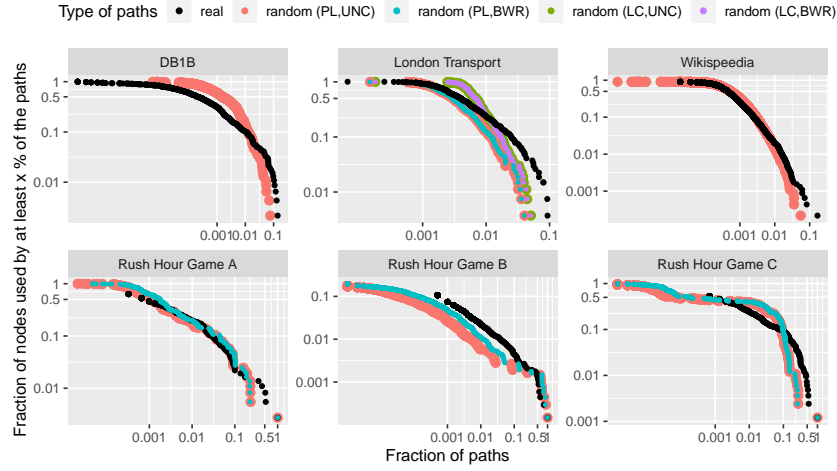 Type of paths real random (PL,UNC) random (PL,BWR) random (LC,UNC) random (LC,BWR)
DB1B London Transport Wikispeedia
1
0.5
0.1
0.01
0.0010.010.1
1
0.5
0.1
0.01
0.001 0.01 0.1
1
0.5
0.1
0.01
0.001
0.001 0.01 0.1
Rush Hour Game A Rush Hour Game B Rush Hour Game C
1
0.5
0.1
0.01
0.001 0.01 0.1 0.51
0.1
0.01
0.001
0.001 0.01 0.1 0.51
1
0.5
0.1
0.01
0.001
0.001 0.01 0.1 0.51
Fraction of nodes used by at least x % of the paths
Fraction of paths